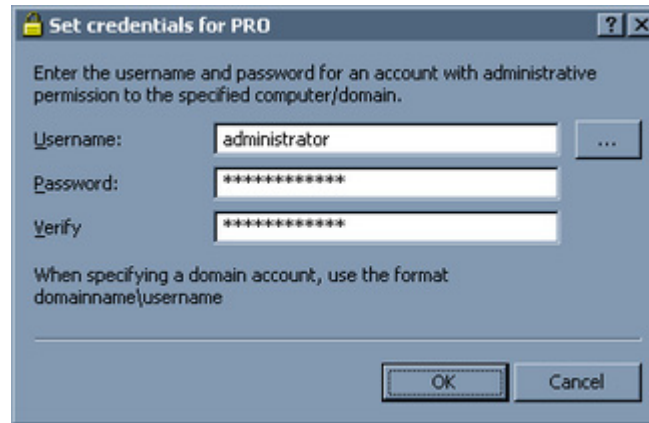 Set credentials for PRO
Enter the username and password for an account with administrative
permission to the specified computer/domain.
Username: administrator ...
Password: ************
Verify ************
When specifying a domain account, use the format
domainname\username
OK Cancel